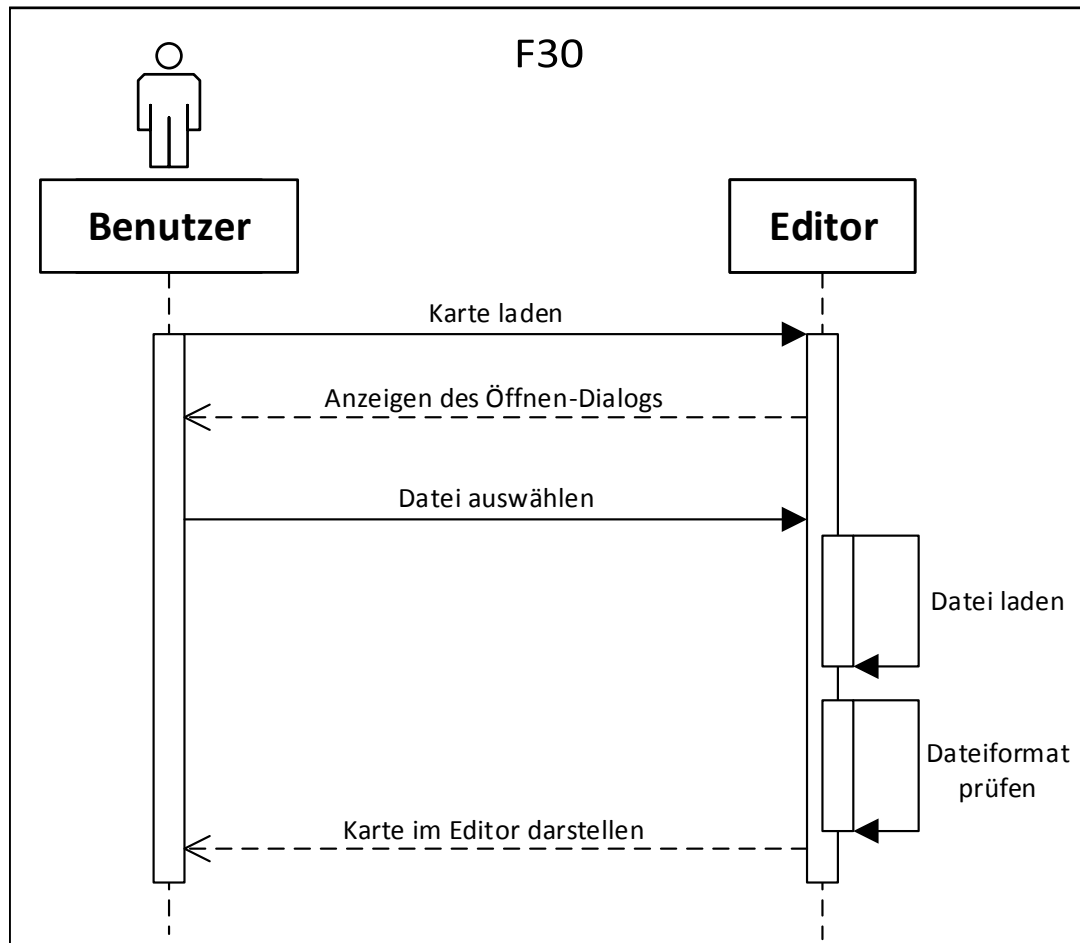 F30
Benutzer
Editor
Karte laden
Anzeigen des Öffnen-Dialogs
Datei auswählen
Datei laden
Dateiformat
prüfen
Karte im Editor darstellen